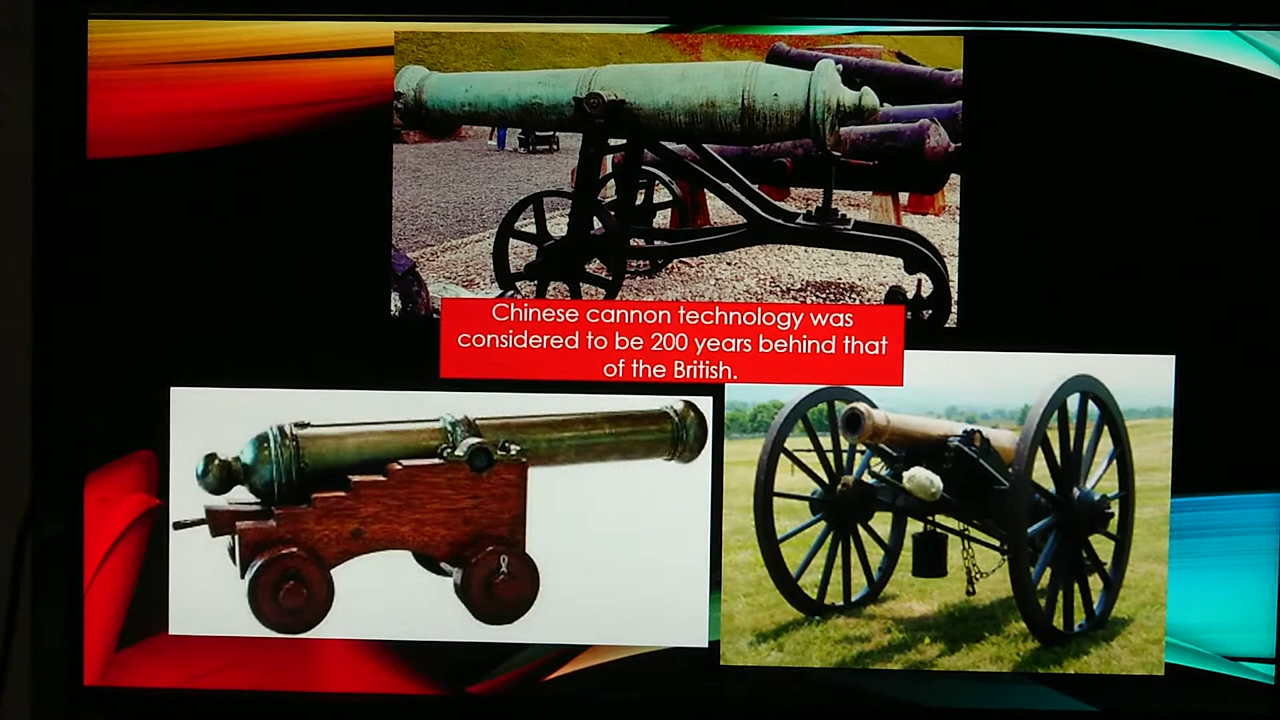 Chinese cannon technology was
considered to be 200 years behind that
of the British.